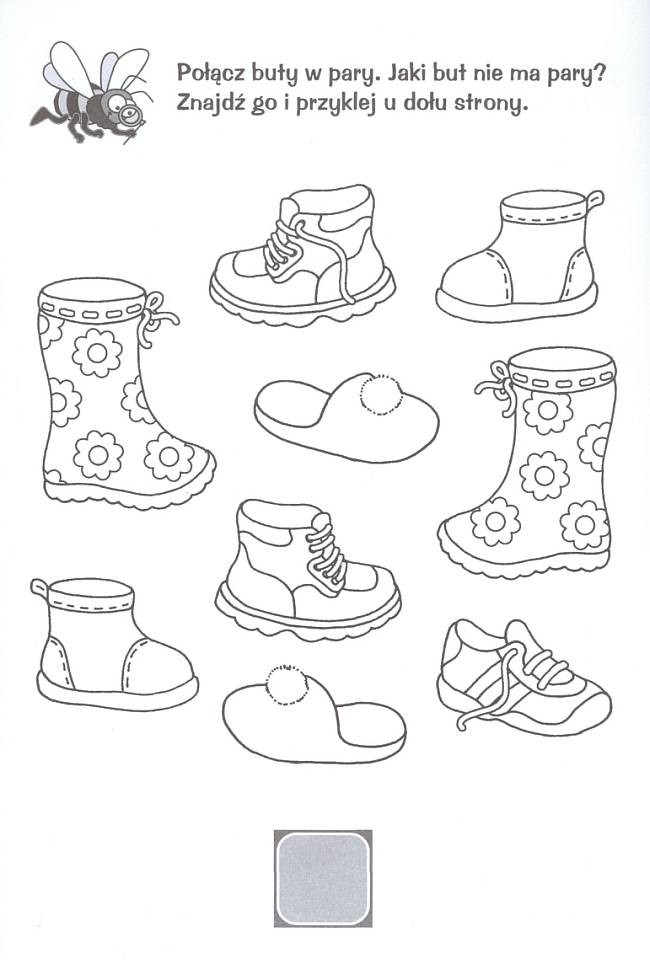 Połącz buty w pary. Jaki but nie ma pary?
Znajdź go i przyklej u dołu strony.